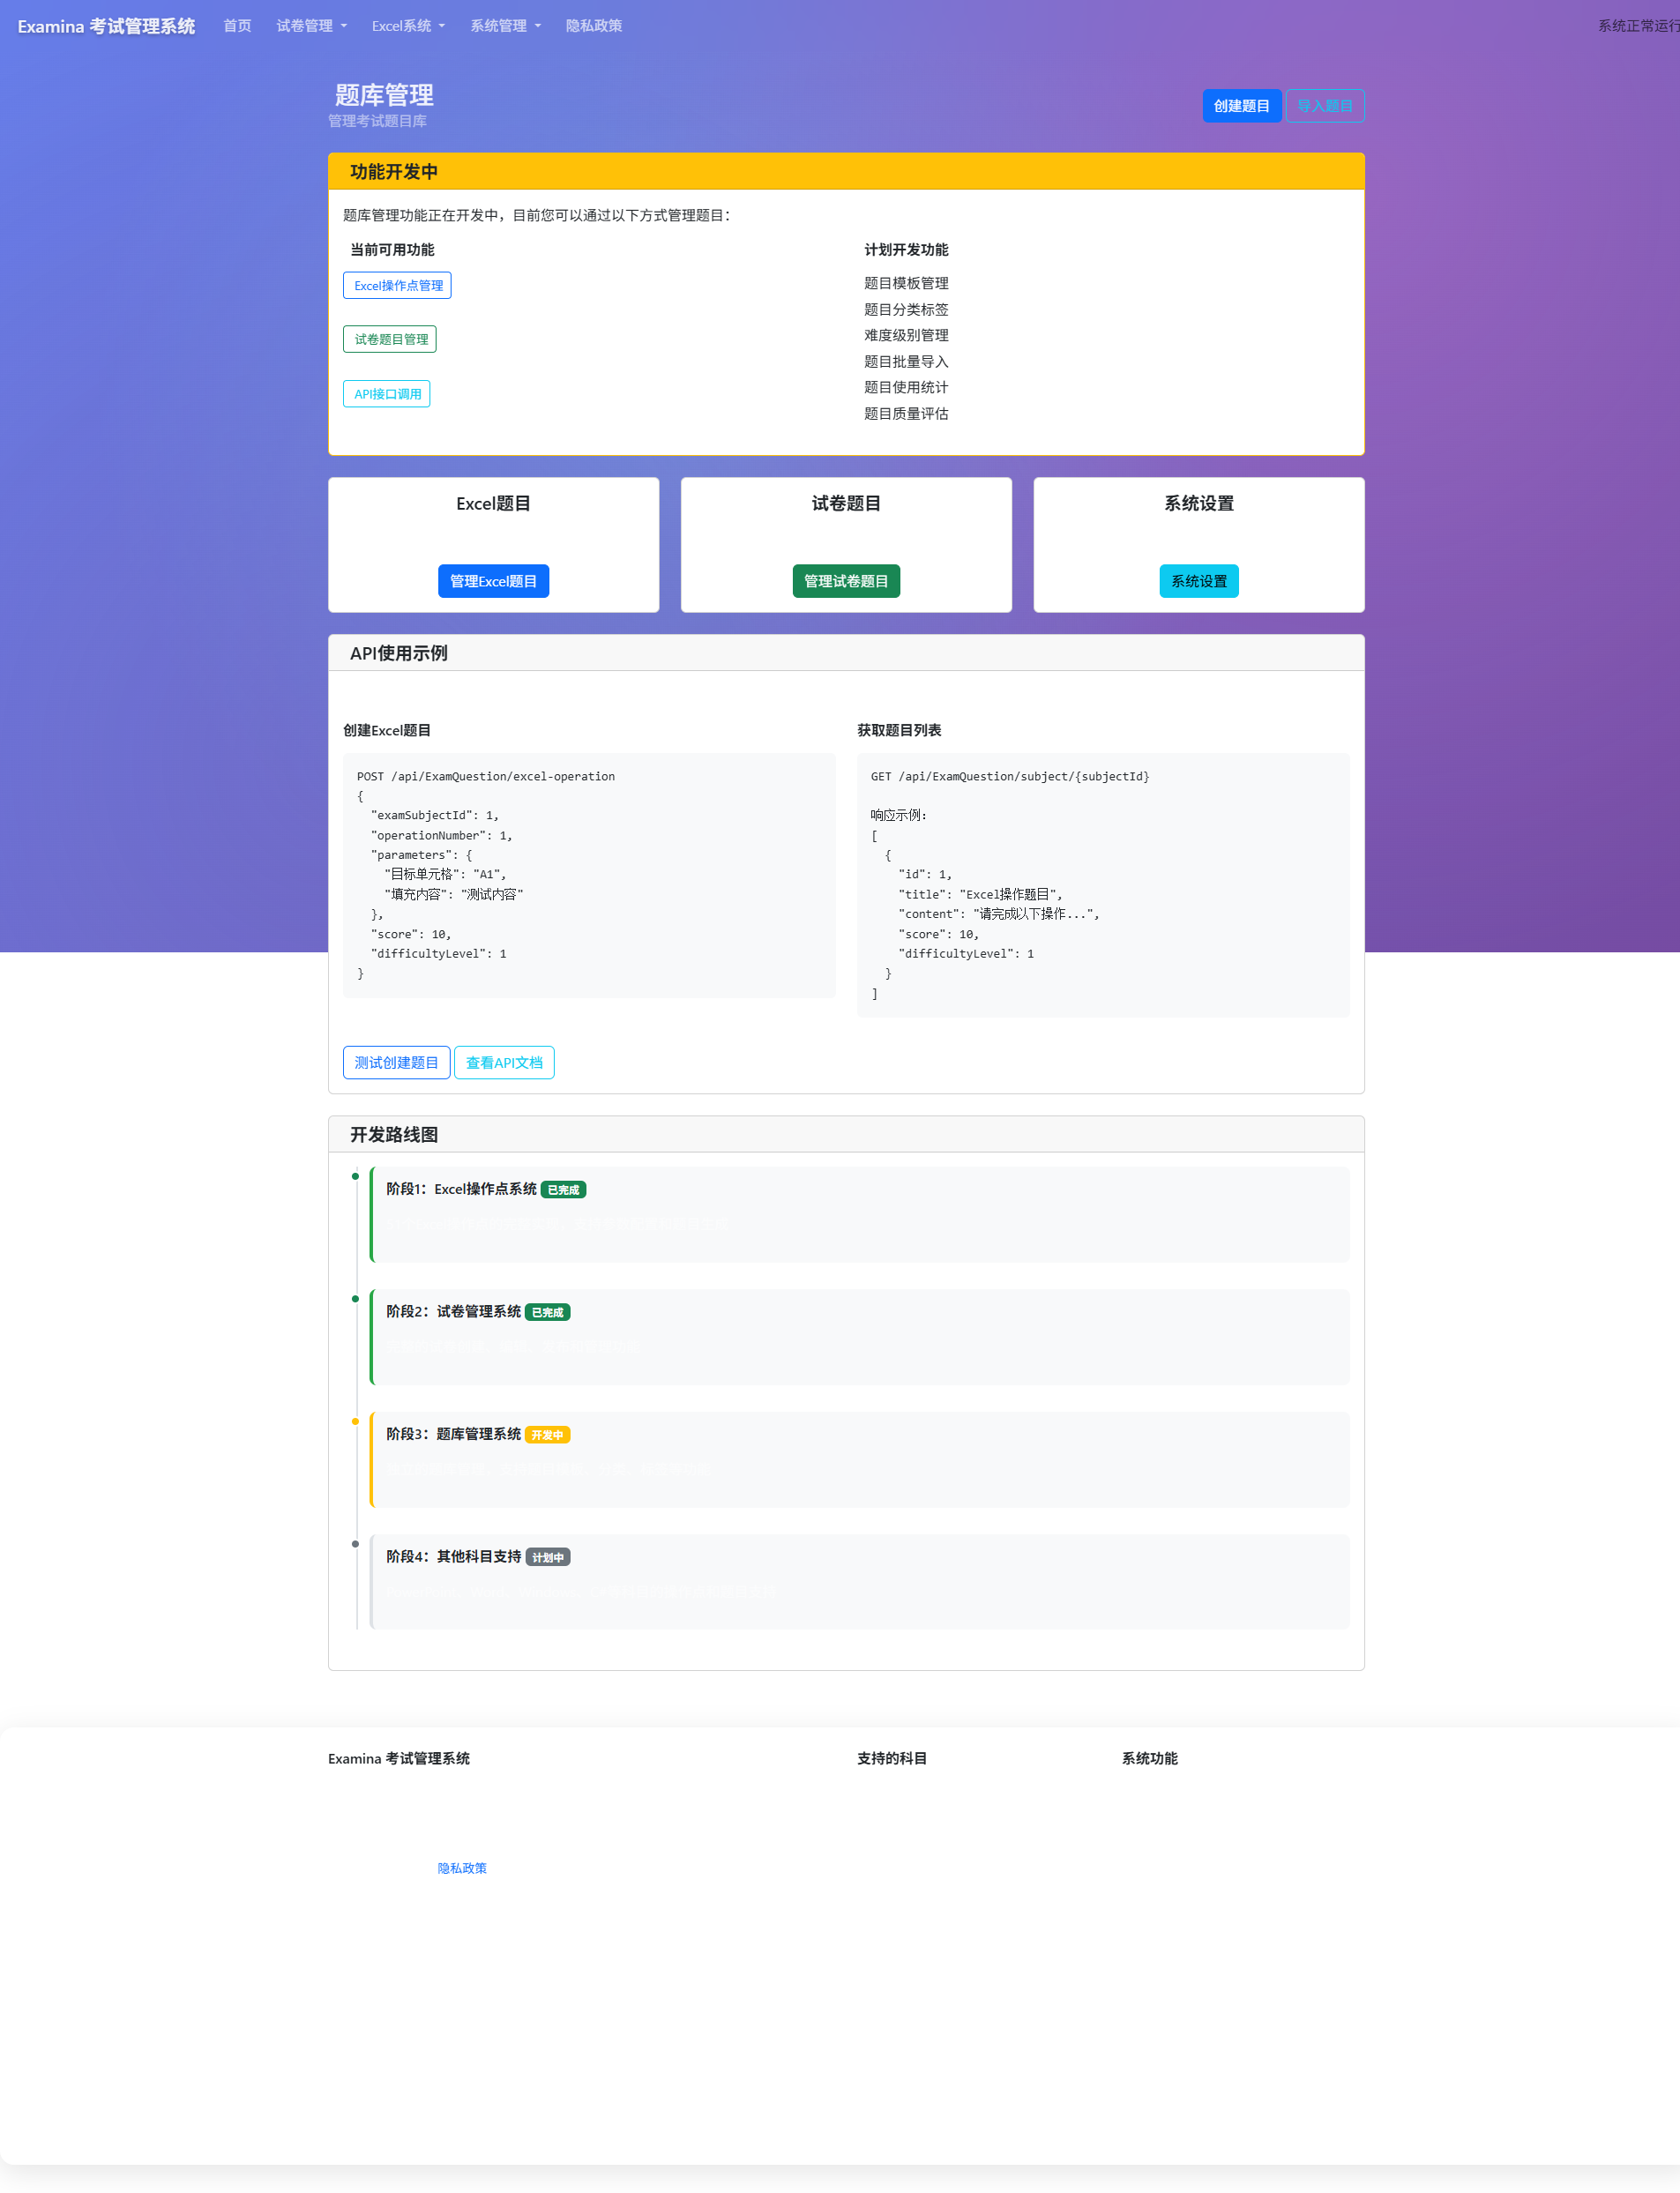 Examina 考试管理系统 首页 试卷管理 Excel系统 系统管理 隐私政策 系统正常运行
题库管理
管理考试题目库
创建题目 导入题目
功能开发中
题库管理功能正在开发中，目前您可以通过以下方式管理题目：
当前可用功能
Excel操作点管理
试卷题目管理
API接口调用
计划开发功能
题目模板管理
题目分类标签
难度级别管理
题目批量导入
题目使用统计
题目质量评估
Excel题目
管理Excel题目
试卷题目
管理试卷题目
系统设置
系统设置
API使用示例
创建Excel题目
POST /api/ExamQuestion/excel-operation
{
  "examSubjectId": 1,
  "operationNumber": 1,
  "parameters": {
    "目标单元格": "A1",
    "填充内容": "测试内容"
  },
  "score": 10,
  "difficultyLevel": 1
}
获取题目列表
GET /api/ExamQuestion/subject/{subjectId}
响应示例：
[
  {
    "id": 1,
    "title": "Excel操作题目",
    "content": "请完成以下操作...",
    "score": 10,
    "difficultyLevel": 1
  }
]
测试创建题目 查看API文档
开发路线图
阶段1：Excel操作点系统 已完成
阶段2：试卷管理系统 已完成
阶段3：题库管理系统 开发中
阶段4：其他科目支持 计划中
Examina 考试管理系统
隐私政策
支持的科目
系统功能